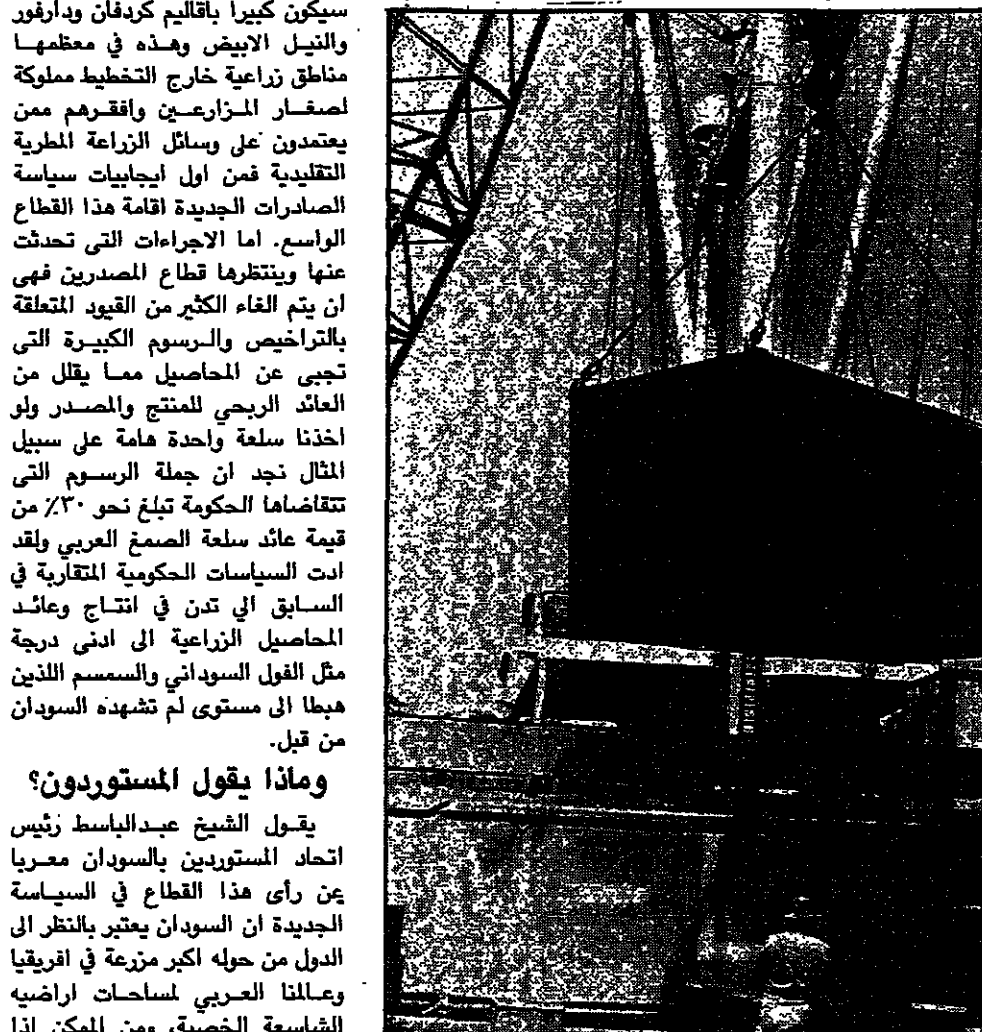 سيكون كبيرا باقاليم كردفان ودارفور
والنيل الابيض وهذه في معظمها
مناطق زراعية خارج التخطيط مملوكة
لصغار المزارعين وافقرهم ممن
يعتمدون على وسائل الزراعة المطرية
التقليدية فمن اول ايجابيات سياسة
الصادرات الجديدة اقامة هذا القطاع
الواسع. اما الاجراءات التى تحدثت
عنها وينتظرها قطاع المصدرين فهى
ان يتم الغاء الكثير من القيود المتعلقة
بالتراخيص والرسوم الكبيرة التى
تجبى عن المحاصيل مما يقلل من
العائد الربحي للمنتج والمصدر ولو
اخذنا سلعة واحدة هامة على سبيل
المثال نجد ان جملة الرسوم التى
تتقاضاها الحكومة تبلغ نحو ٣٠٪ من
قيمة عائد سلعة الصمغ العربي ولقد
ادت السياسات الحكومية المتقاربة في
السابق الي تدن في انتاج وعائد
المحاصيل الزراعية الى ادنى درجة
مثل الفول السوداني والسمسم اللذين
هبطا الى مستوى لم تشهده السودان
من قبل.
وماذا يقول المستوردون؟
يقول الشيخ عبدالباسط رئيس
اتحاد المستوردين بالسودان معربا
عن رأى هذا القطاع في السياسة
الجديدة ان السودان يعتبر بالنظر الى
الدول من حوله اكبر مزرعة في افريقيا
وعالمنا العربي لمساحات اراضيه
الشاسعة الخصبة، ومن الممكن اذا